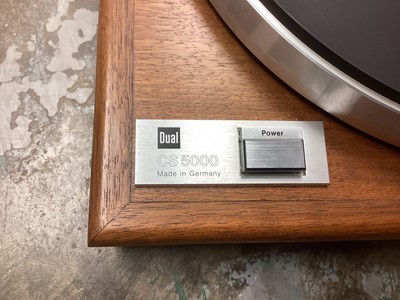 Dual
CS 5000
Made in Germany
Power